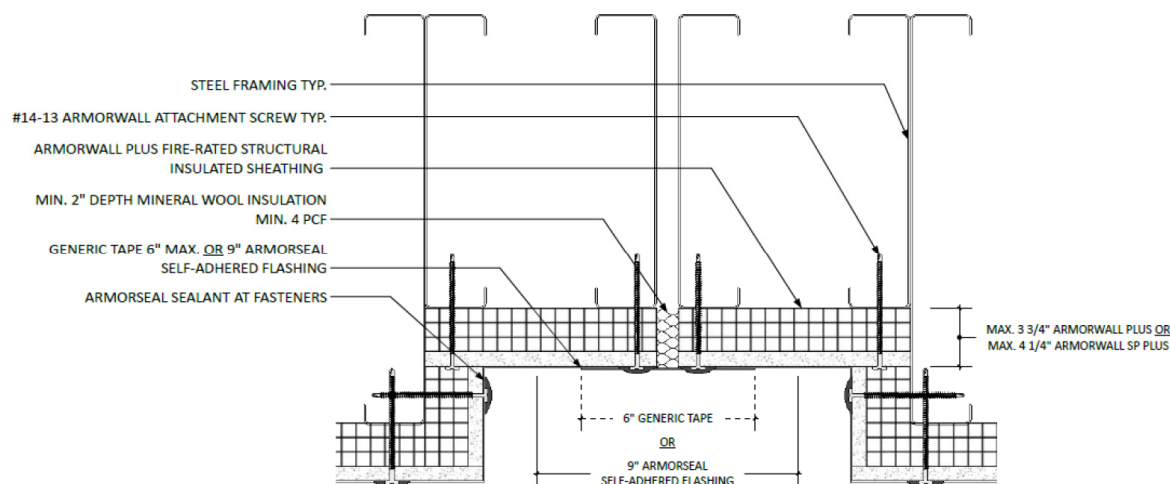 STEEL FRAMING TYP.
#14-13 ARMORWALL ATTACHMENT SCREW TYP.
ARMORWALL PLUS FIRE-RATED STRUCTURAL
INSULATED SHEATHING
MIN. 2" DEPTH MINERAL WOOL INSULATION
MIN. 4 PCF
GENERIC TAPE 6" MAX. OR 9" ARMORSEAL
SELF-ADHERED FLASHING
ARMORSEAL SEALANT AT FASTENERS
MAX. 3 3/4" ARMORWALL PLUS OR
MAX. 4 1/4" ARMORWALL SP PLUS
6" GENERIC TAPE
OR
9" ARMORSEAL
SELF-ADHERED FLASHING